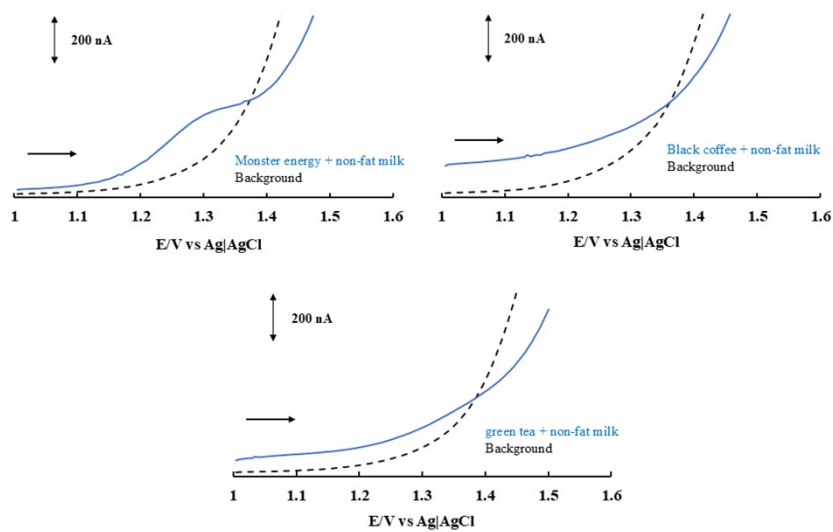 200 nA
Monster energy + non-fat milk
Background
1 1.1 1.2 1.3 1.4 1.5 1.6
E/V vs Ag|AgCl
200 nA
Black coffee + non-fat milk
Background
1 1.1 1.2 1.3 1.4 1.5 1.6
E/V vs Ag|AgCl
200 nA
green tea + non-fat milk
Background
1 1.1 1.2 1.3 1.4 1.5 1.6
E/V vs Ag|AgCl